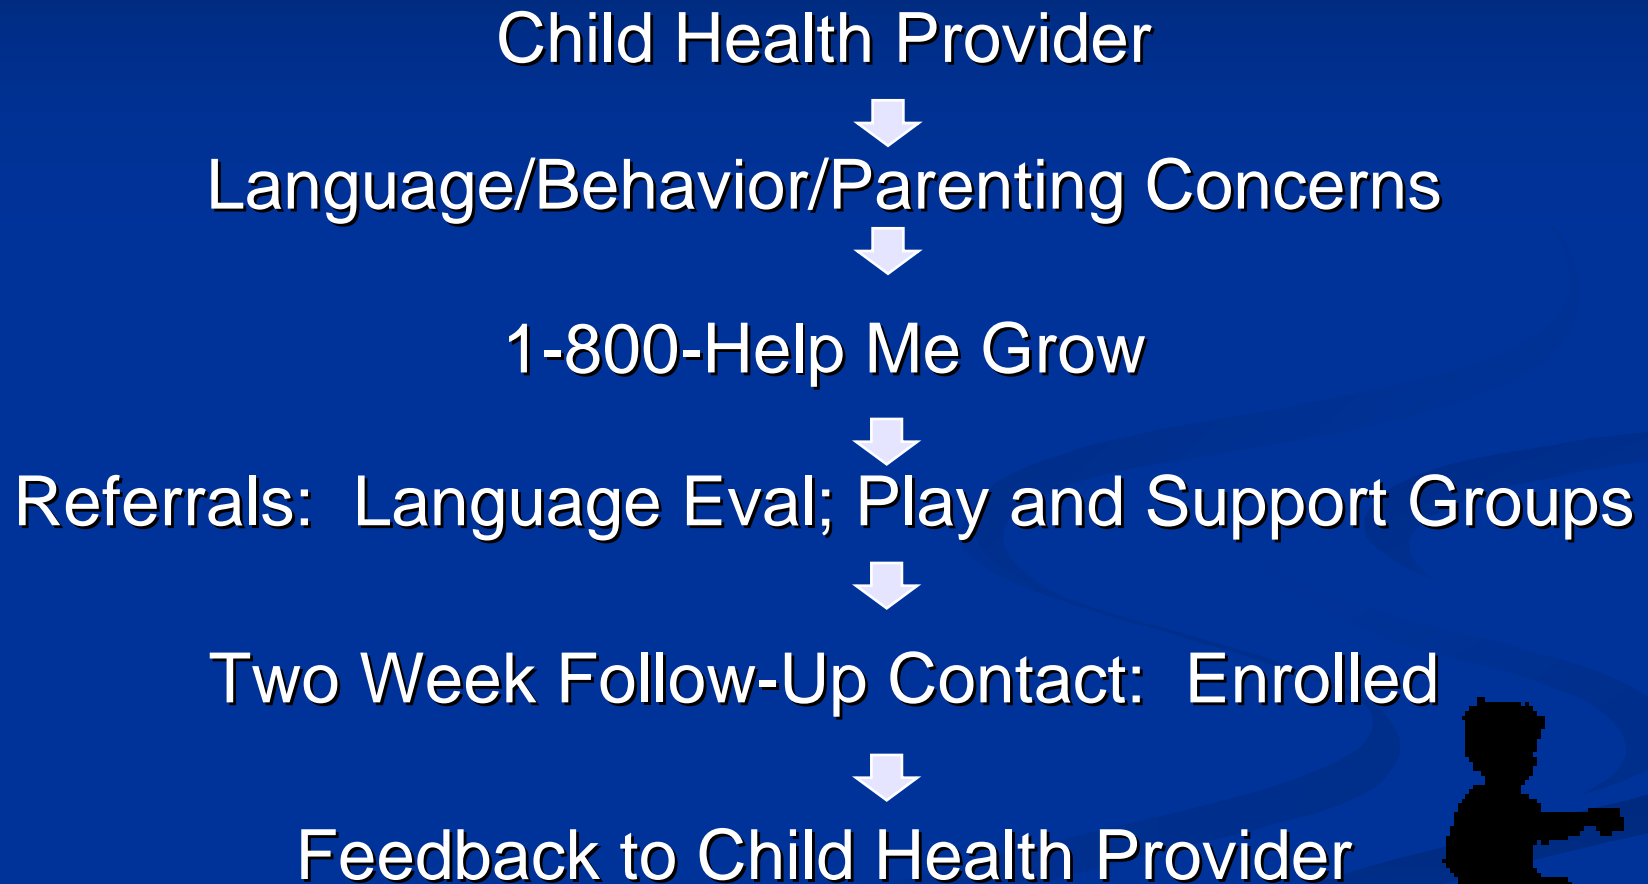 Child Health Provider
Language/Behavior/Parenting Concerns
1-800-Help Me Grow
Referrals:  Language Eval; Play and Support Groups
Two Week Follow-Up Contact:  Enrolled
Feedback to Child Health Provider